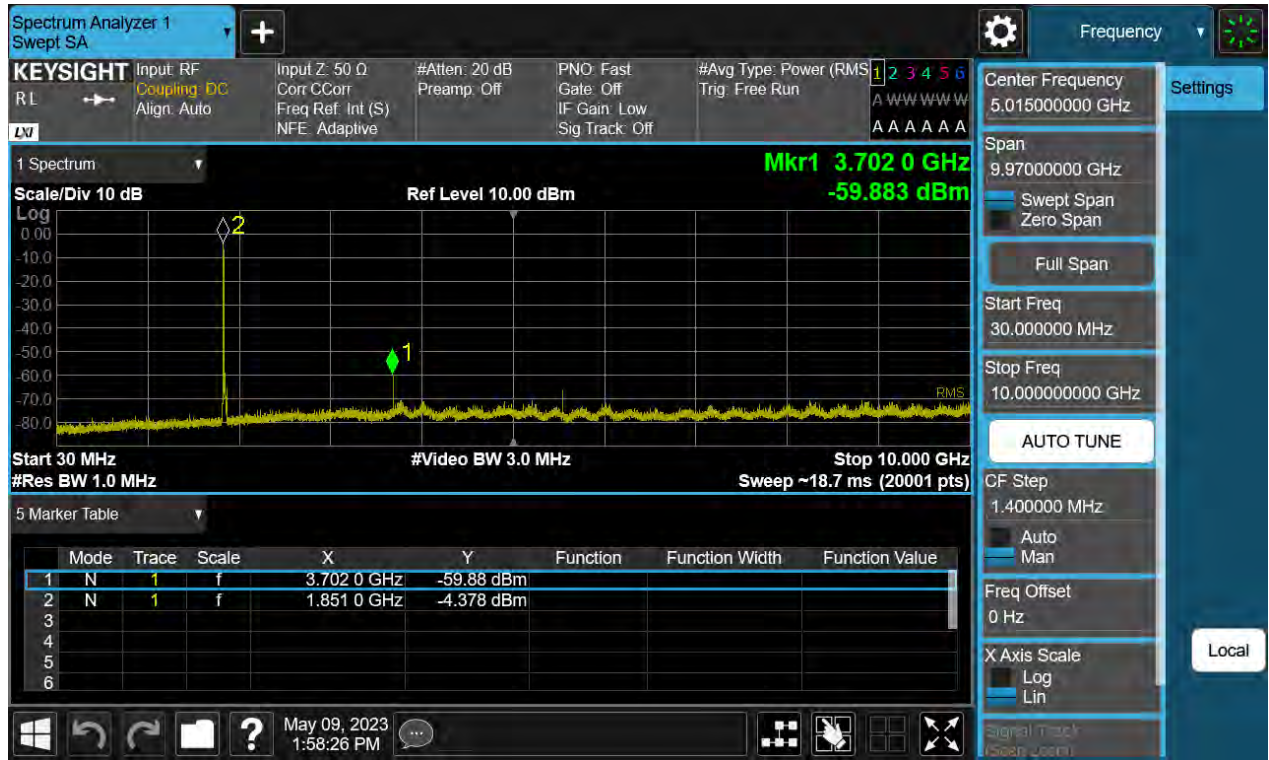 Spectrum Analyzer 1
Swept SA
Frequency
KEYSIGHT
RL
LXI
Input: RF
Coupling: DC
Align: Auto
Input Z: 50 Ω
Corr CCorr
Freq Ref: Int (S)
NFE: Adaptive
#Atten: 20 dB
Preamp: Off
PNO: Fast
Gate: Off
IF Gain: Low
Sig Track: Off
#Avg Type: Power (RMS
Trig: Free Run
1 2 3 4 5 6
A W W W W W
A A A A A A
1 Spectrum
Scale/Div 10 dB
Ref Level 10.00 dBm
Mkr1 3.702 0 GHz
-59.883 dBm
Log
0.00
-10.0
-20.0
-30.0
-40.0
-50.0
-60.0
-70.0
-80.0
2
1
RMS
Start 30 MHz
#Video BW 3.0 MHz
Stop 10.000 GHz
#Res BW 1.0 MHz
Sweep ~18.7 ms (20001 pts)
5 Marker Table
Mode Trace Scale X Y Function Function Width Function Value
1 N 1 f 3.702 0 GHz -59.88 dBm
2 N 1 f 1.851 0 GHz -4.378 dBm
3
4
5
6
May 09, 2023
1:58:26 PM
Center Frequency
5.015000000 GHz
Settings
Span
9.97000000 GHz
Swept Span
Zero Span
Full Span
Start Freq
30.000000 MHz
Stop Freq
10.000000000 GHz
AUTO TUNE
CF Step
1.400000 MHz
Auto
Man
Freq Offset
0 Hz
X Axis Scale
Log
Lin
Local
Signal Track
(Span Zoom)